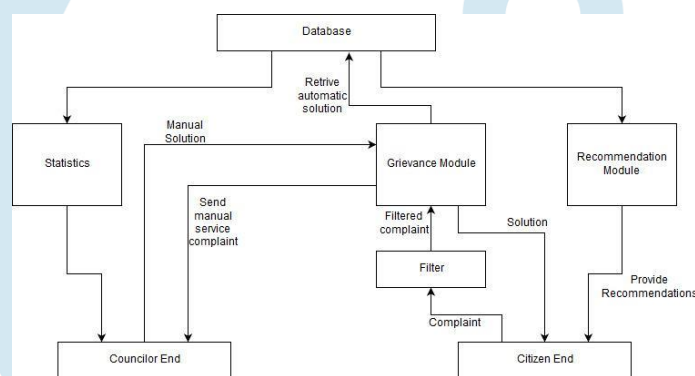 Database
Retrive
automatic
solution
Manual
Solution
Statistics
Grievance Module
Recommendation
Module
Send
manual
service
complaint
Filtered
complaint
Solution
Filter
Provide
Recommendations
Complaint
Councilor End
Citizen End